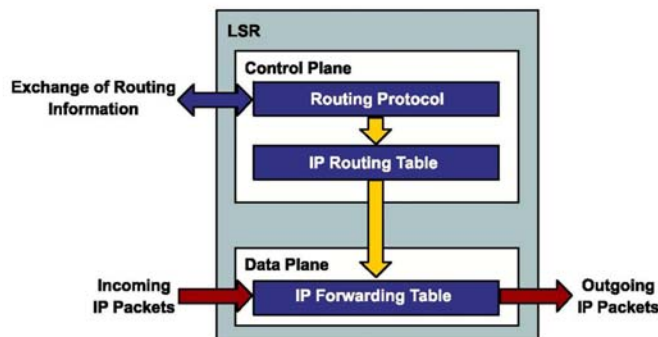 LSR
Control Plane
Exchange of Routing
Information
Routing Protocol
IP Routing Table
Data Plane
Incoming
IP Packets
IP Forwarding Table
Outgoing
IP Packets